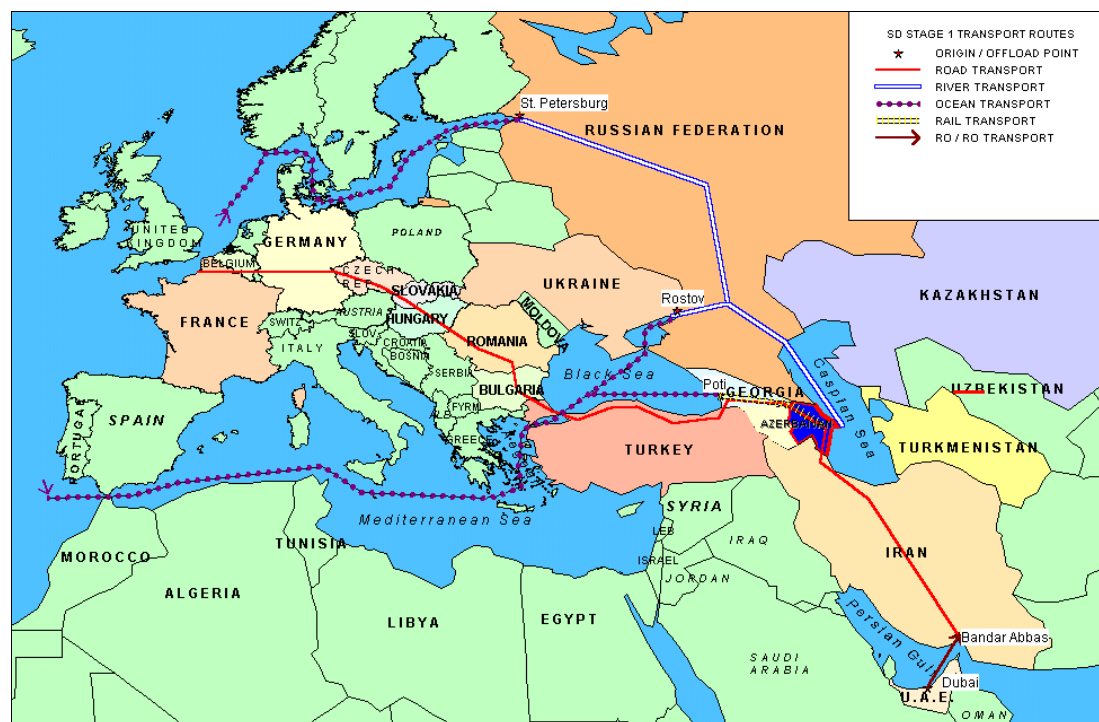 SD STAGE 1 TRANSPORT ROUTES
ORIGIN / OFFLOAD POINT
ROAD TRANSPORT
RIVER TRANSPORT
OCEAN TRANSPORT
RAIL TRANSPORT
RO / RO TRANSPORT
St. Petersburg
RUSSIAN FEDERATION
UNITED
KINGDOM
POLAND
GERMANY
BELGIUM
CZECH
REP.
UKRAINE
SLOVAKIA
KAZAKHSTAN
Rostov
MOLDOVA
AUSTRIA
HUNGARY
FRANCE
SWITZ
SLOV.
ROMANIA
ITALY
CROATIA
BOSNIA
Caspian Sea
SERBIA
Black Sea
Poti
GEORGIA
UZBEKISTAN
BULGARIA
PORTUGAL
SPAIN
FYRM
AZERBAIJAN
GREECE
TURKEY
TURKMENISTAN
SYRIA
Mediterranean Sea
LEB
IRAQ
TUNISIA
MOROCCO
IRAN
ISRAEL
JORDAN
ALGERIA
LIBYA
EGYPT
Persian Gulf
Bandar Abbas
SAUDI
ARABIA
Dubai
U.A.E.
OMAN